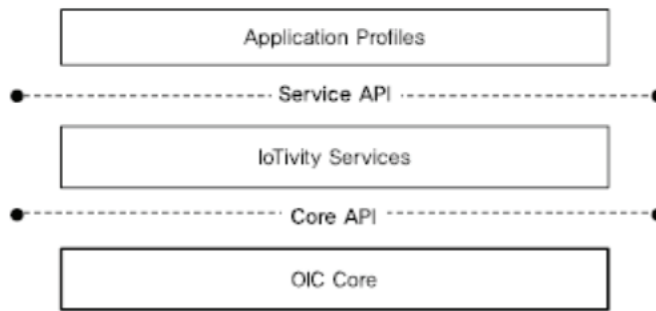 Application Profiles
Service API
IoTivity Services
Core API
OIC Core